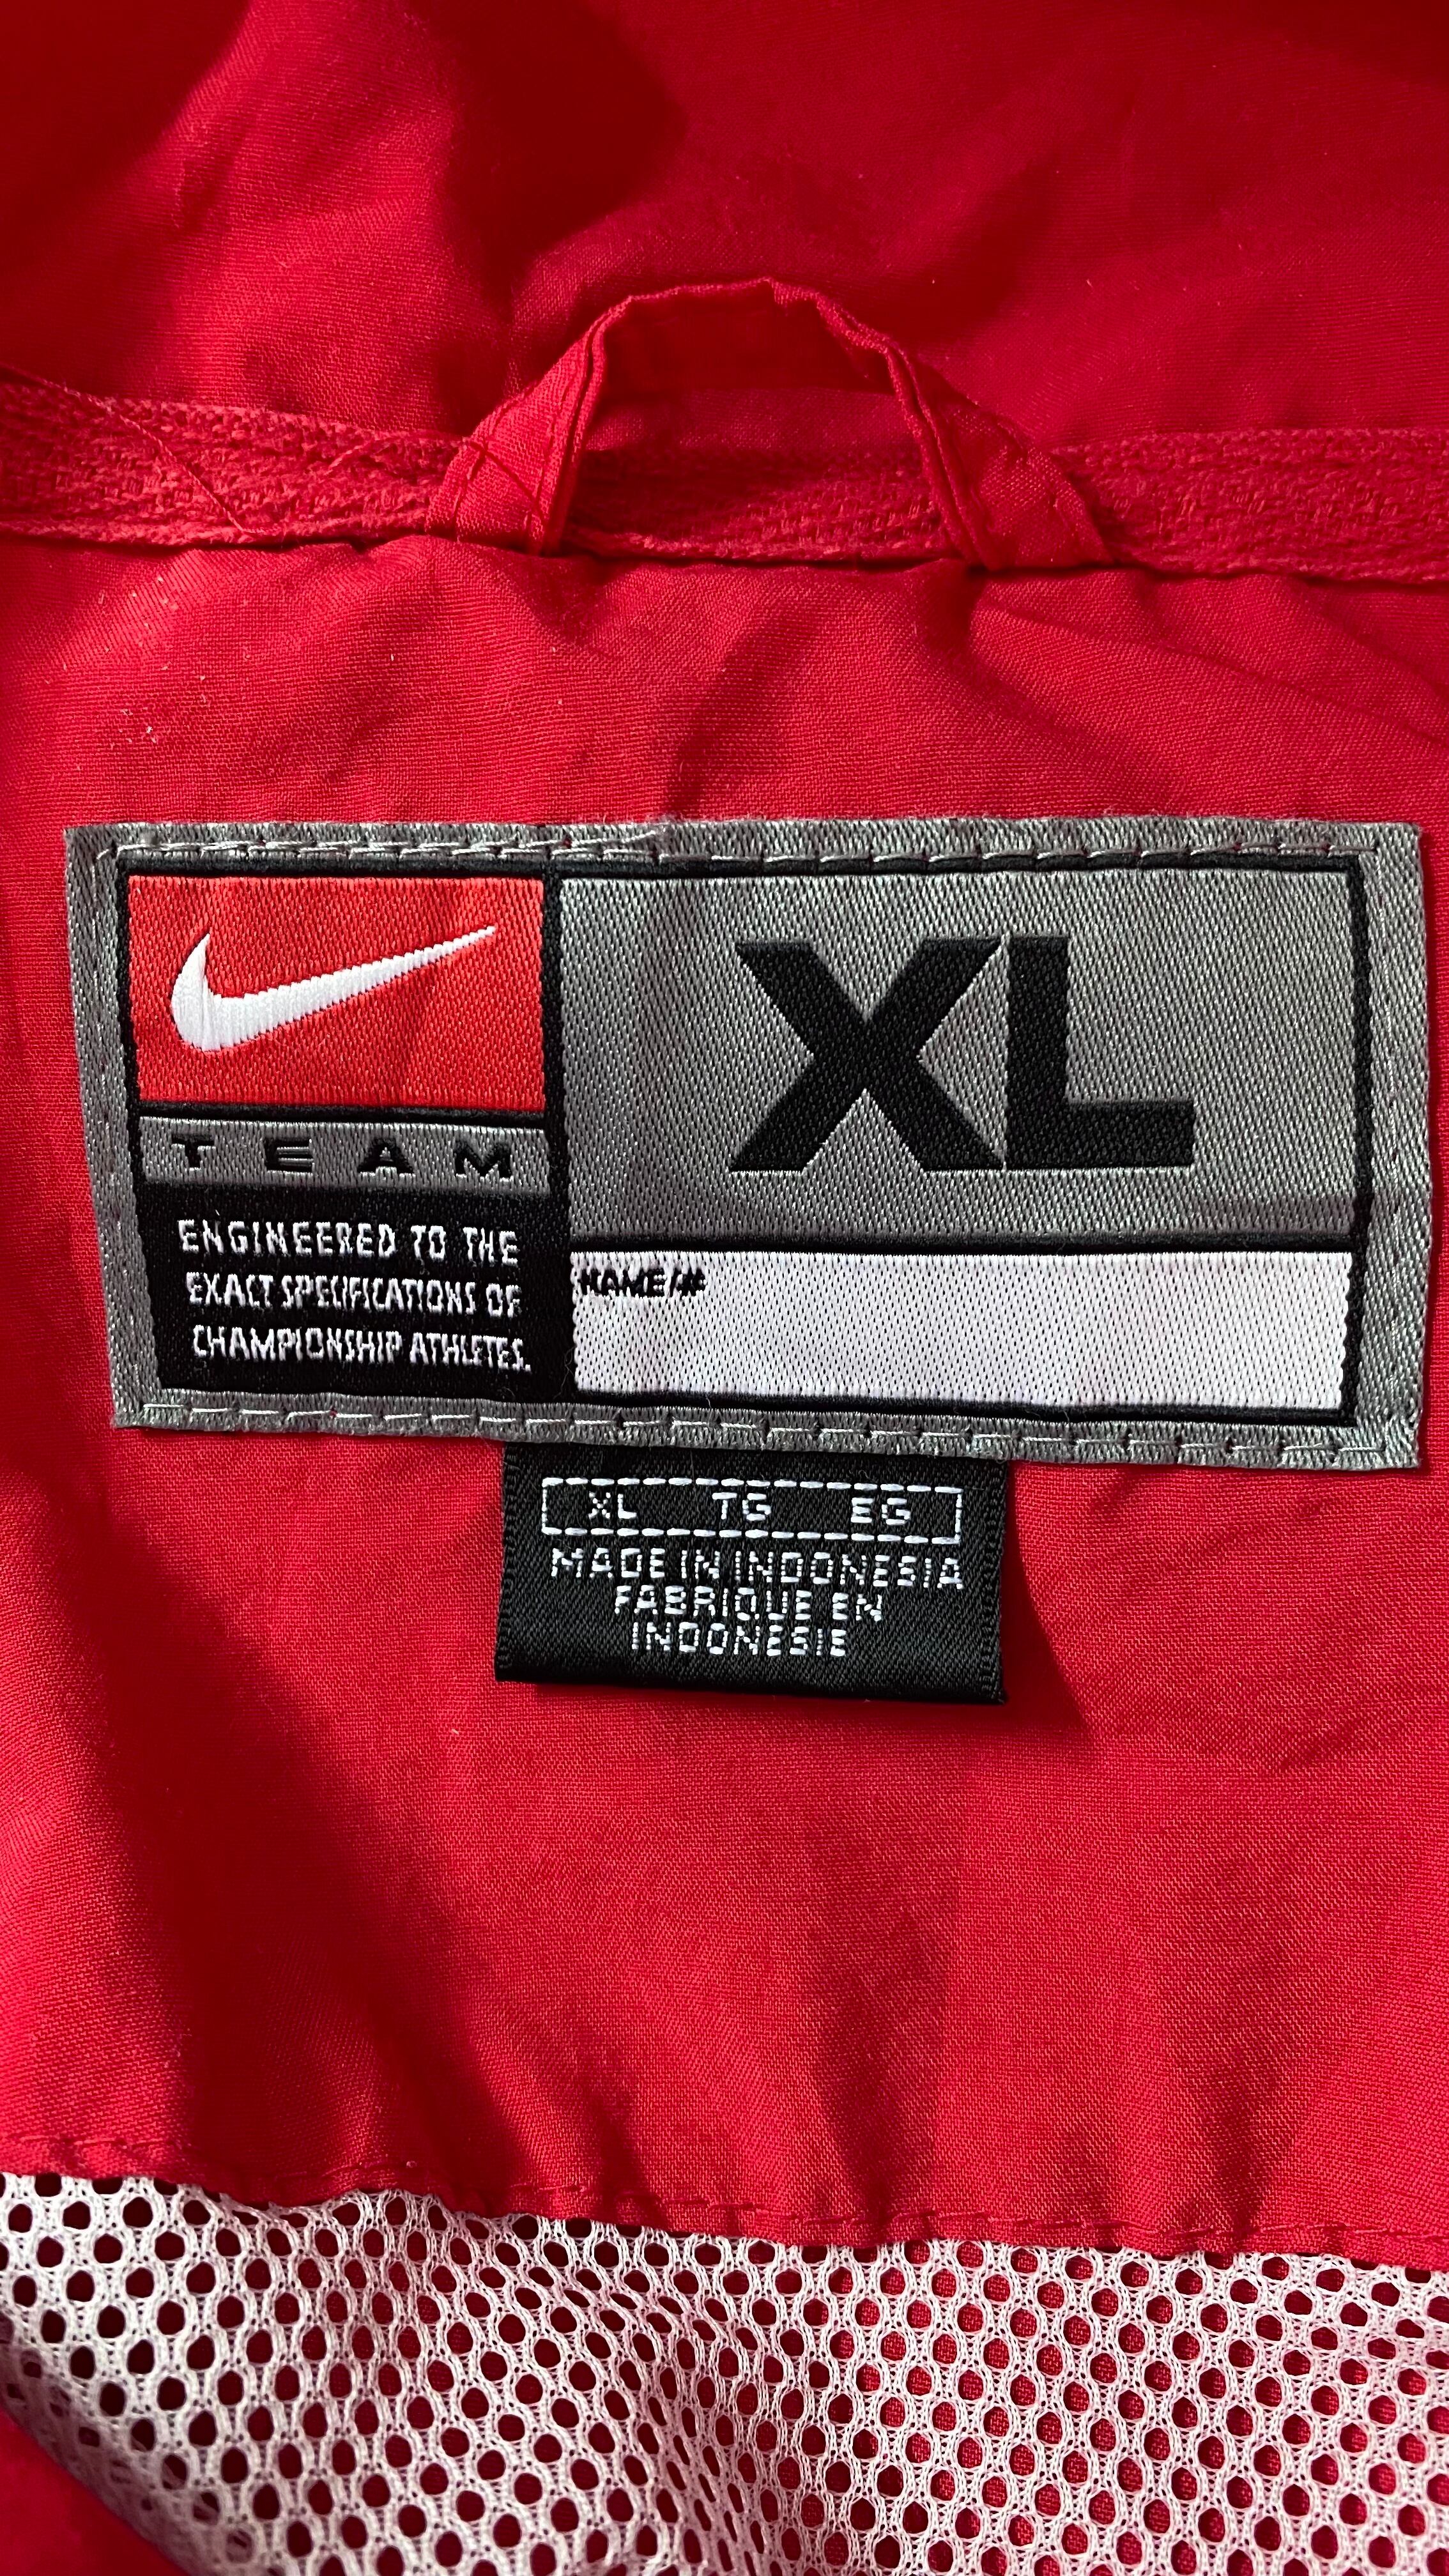 TEAM
ENGINEERED TO THE
EXACT SPECIFICATIONS OF
CHAMPIONSHIP ATHLETES.
XL
NAME/#
XL TG EG
MADE IN INDONESIA
FABRIQUE EN
INDONESIE